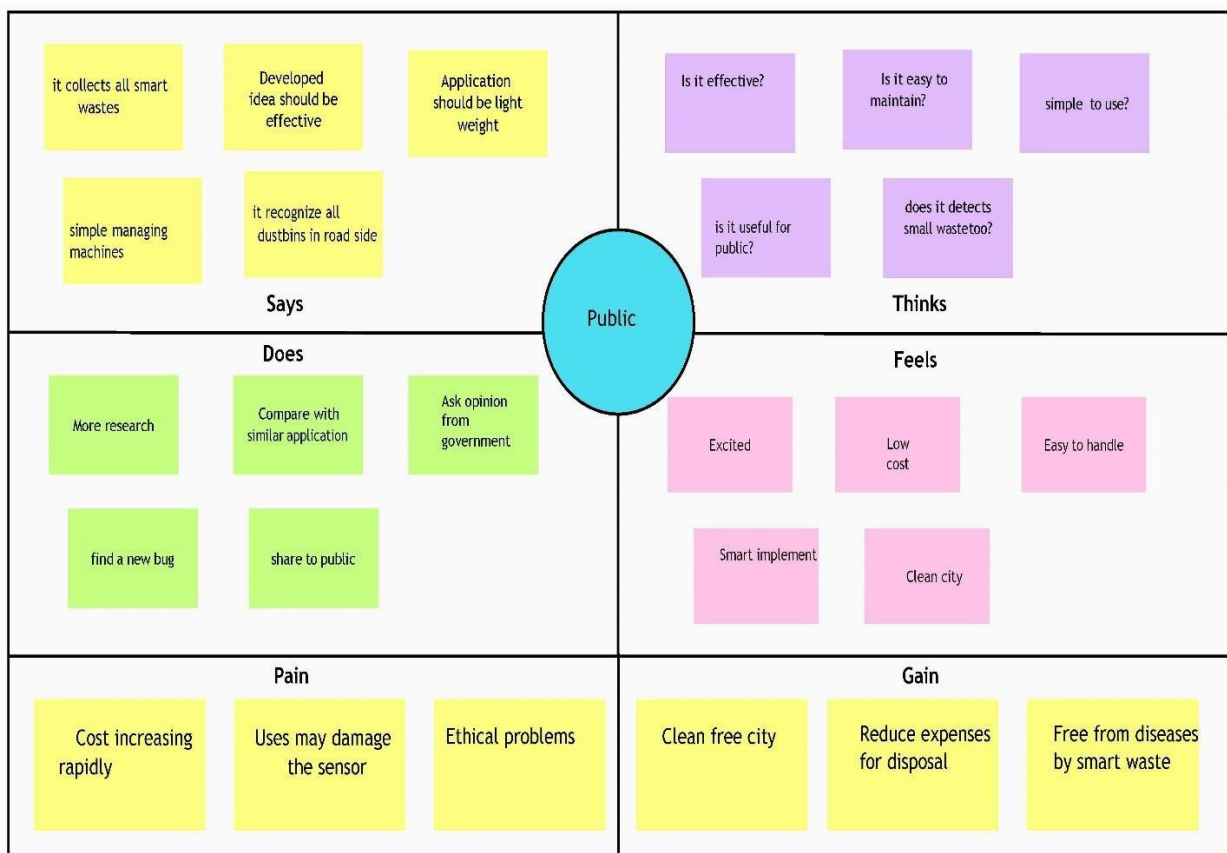 it collects all smart
wastes
Developed
idea should be
effective
Application
should be light
weight
simple managing
machines
it recognize all
dustbins in road side
Says
Is it effective?
Is it easy to
maintain?
simple to use?
is it useful for
public?
does it detects
small wastetoo?
Thinks
Public
Does
More research
Compare with
similar application
Ask opinion
from
government
find a new bug
share to public
Feels
Excited
Low
cost
Easy to handle
Smart implement
Clean city
Pain
Cost increasing
rapidly
Uses may damage
the sensor
Ethical problems
Gain
Clean free city
Reduce expenses
for disposal
Free from diseases
by smart waste